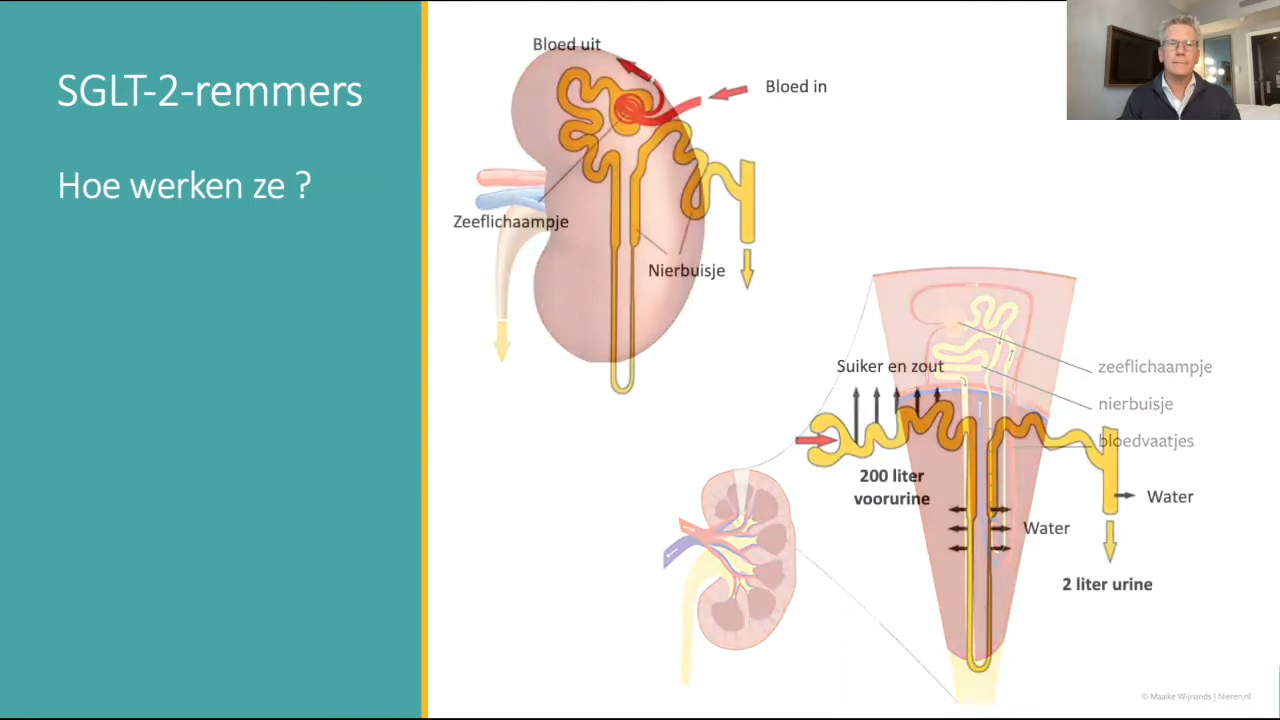 SGLT-2-remmers
Hoe werken ze ?
Bloed uit
Bloed in
Zeeflichaampje
Nierbuisje
Suiker en zout
zeeflichaampje
nierbuisje
bloedvaatjes
200 liter
voorurine
Water
Water
2 liter urine
© Maaike Wijnands | Nieren.nl